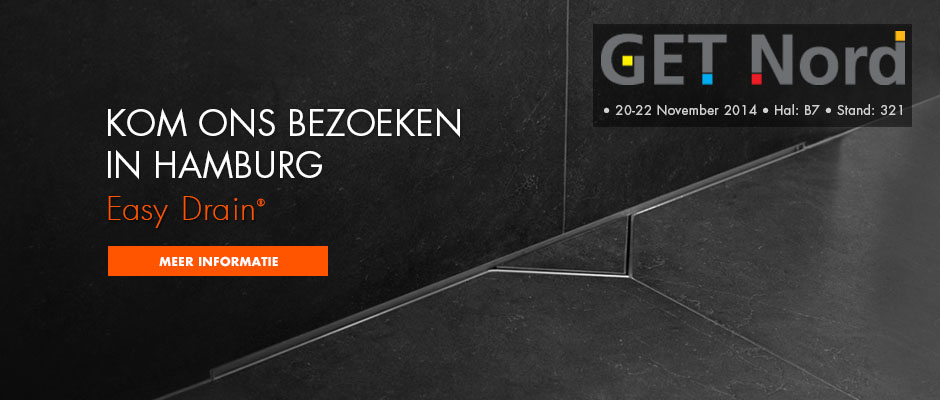 GET Nord
• 20-22 November 2014 • Hal: B7 • Stand: 321
KOM ONS BEZOEKEN
IN HAMBURG
Easy Drain®
MEER INFORMATIE